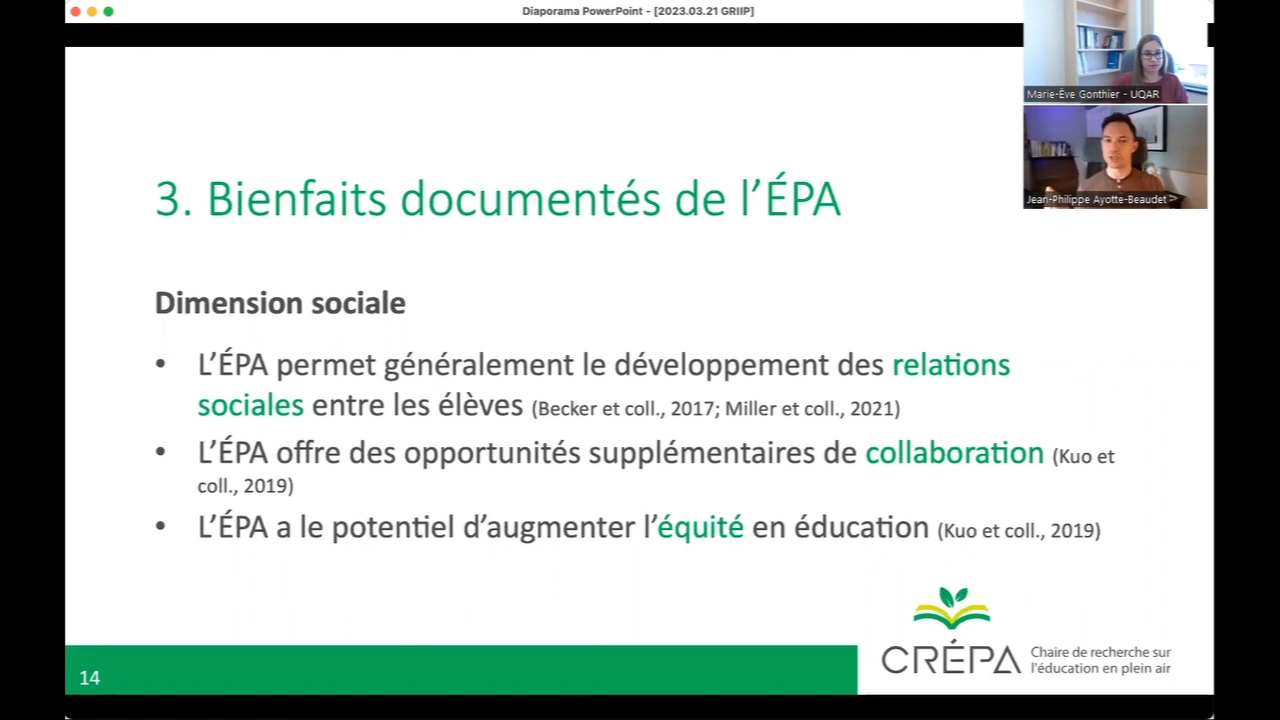 Diaporama PowerPoint - [2023.03.21 GRIIP]
Marie-Ève Gonthier - UQAR
Jean-Philippe Ayotte-Beaudet
3. Bienfaits documentés de l'ÉPA
Dimension sociale
• L'ÉPA permet généralement le développement des relations
sociales entre les élèves (Becker et coll., 2017; Miller et coll., 2021)
• L'ÉPA offre des opportunités supplémentaires de collaboration (Kuo et
coll., 2019)
• L'ÉPA a le potentiel d'augmenter l'équité en éducation (Kuo et coll., 2019)
CRÉPA
Chaire de recherche sur
l'éducation en plein air
14